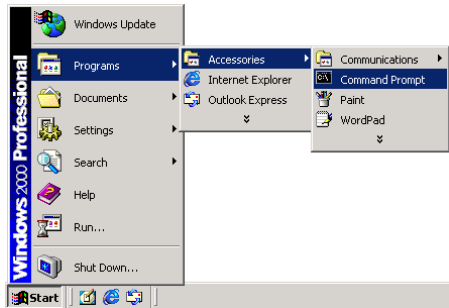 Windows 2000 Professional
Windows Update
Programs
Documents
Settings
Search
Help
Run...
Shut Down...
Accessories
Internet Explorer
Outlook Express
Communications
Command Prompt
Paint
WordPad
Start